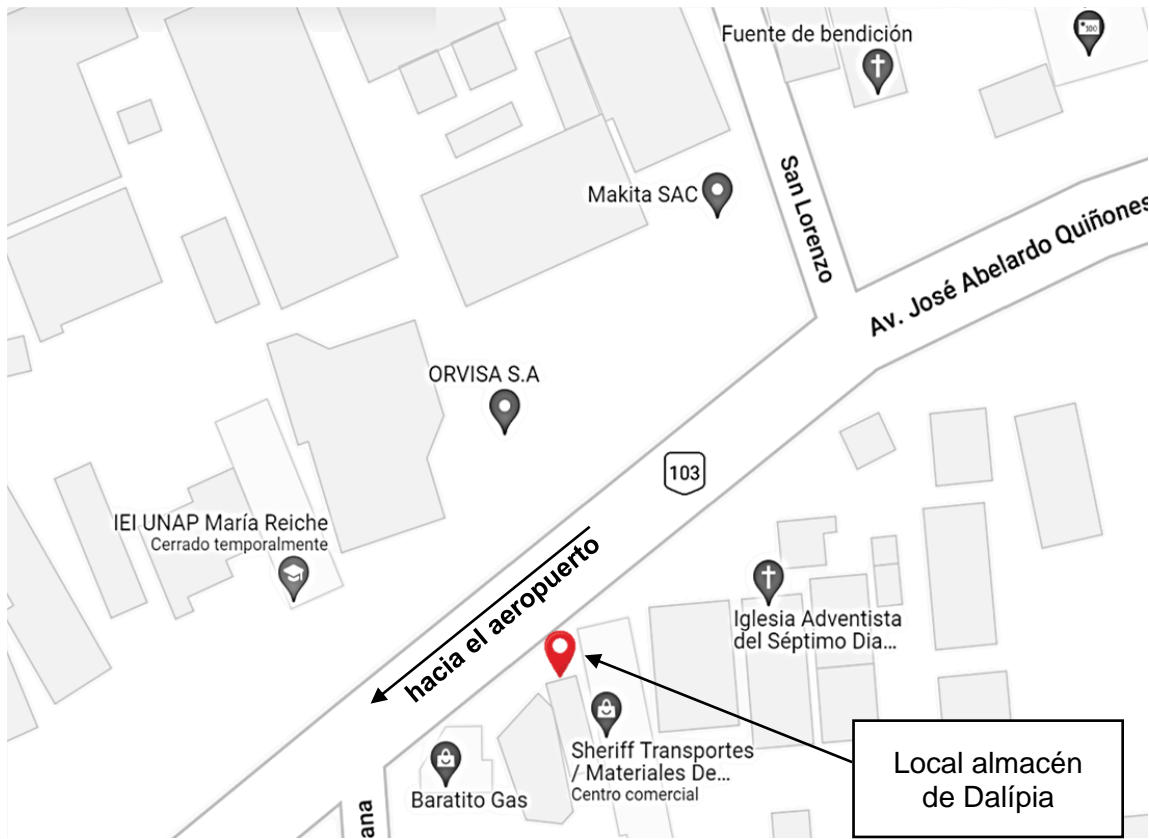 Fuente de bendición
300
Makita SAC
San Lorenzo
Av. José Abelardo Quiñones
ORVISA S.A
103
IEI UNAP María Reiche
Cerrado temporalmente
hacia el aeropuerto
Iglesia Adventista
del Séptimo Dia...
Sheriff Transportes
/ Materiales De...
Centro comercial
Baratito Gas
ana
Local almacén
de Dalípia